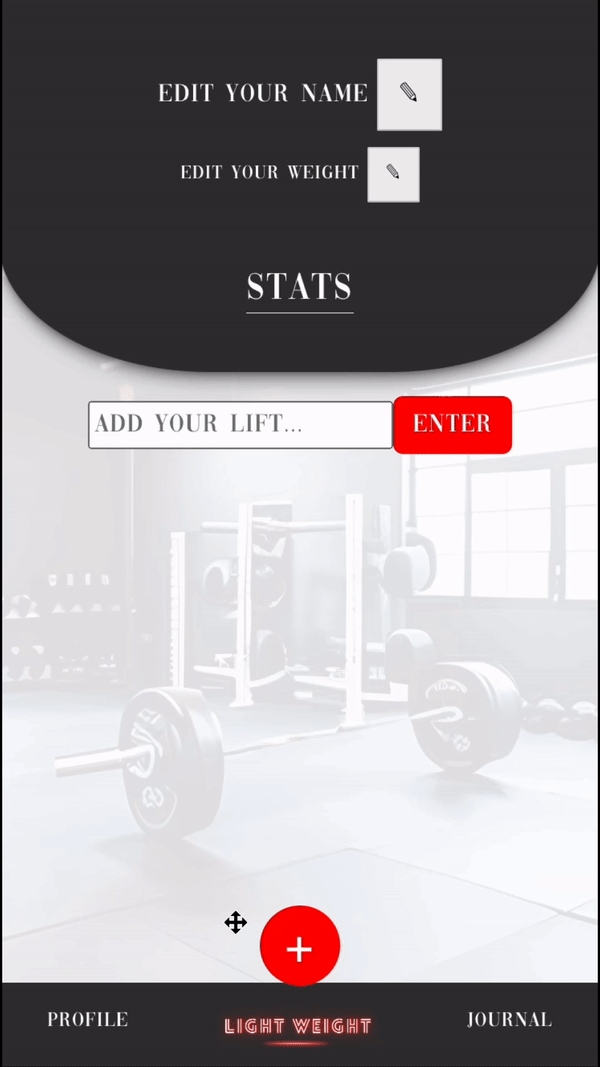 EDIT YOUR NAME
EDIT YOUR WEIGHT
STATS
ADD YOUR LIFT...
ENTER
+
PROFILE
LIGHT WEIGHT
JOURNAL